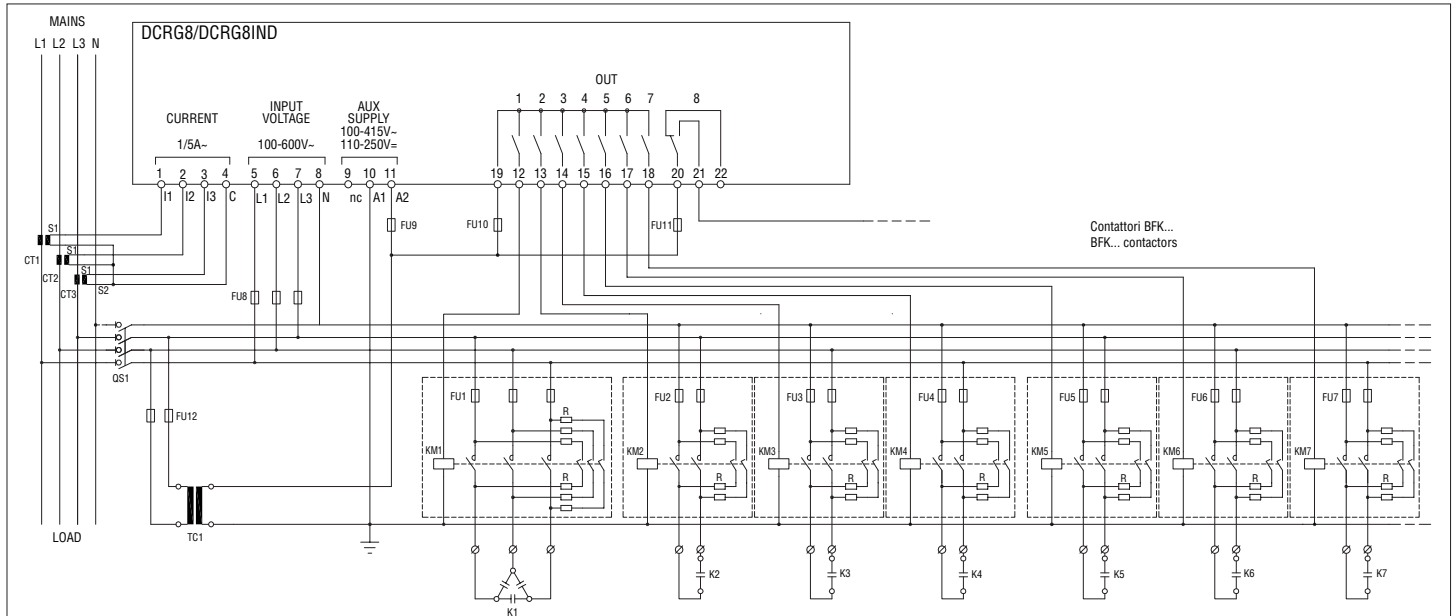 MAINS
L1 L2 L3 N
DCRG8/DCRG8IND
OUT
1 2 3 4 5 6 7 8
CURRENT
1/5A~
INPUT
VOLTAGE
100-600V~
AUX
SUPPLY
100-415V~
110-250V=
1 2 3 4 5 6 7 8 9 10 11 19 12 13 14 15 16 17 18 20 21 22
I1 I2 I3 C L1 L2 L3 N nc A1 A2
FU9 FU10 FU11
Contattori BFK...
BFK... contactors
S1
CT1
S1
CT2
S1
CT3
S2
FU8
QS1
FU12
FU1 FU2 FU3 FU4 FU5 FU6 FU7
R R R R R R R
KM1 KM2 KM3 KM4 KM5 KM6 KM7
R R R R R R R
LOAD
TC1
K1 K2 K3 K4 K5 K6 K7